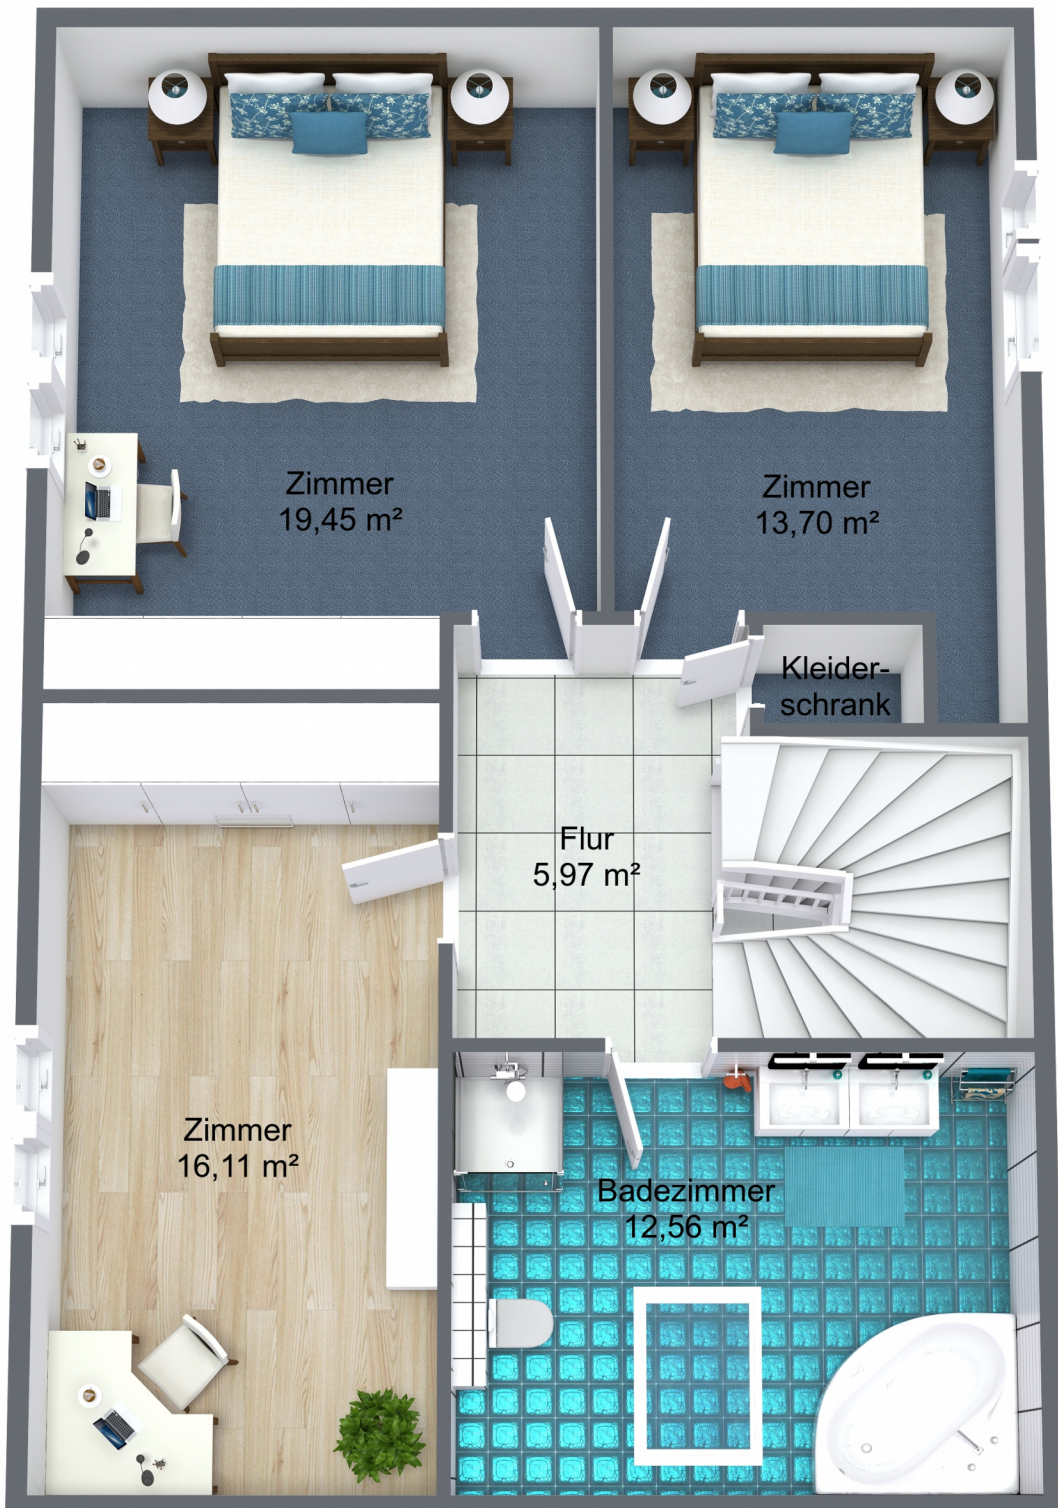 Zimmer
19,45 m²
Zimmer
13,70 m²
Kleider-
schrank
Flur
5,97 m²
Zimmer
16,11 m²
Badezimmer
12,56 m²